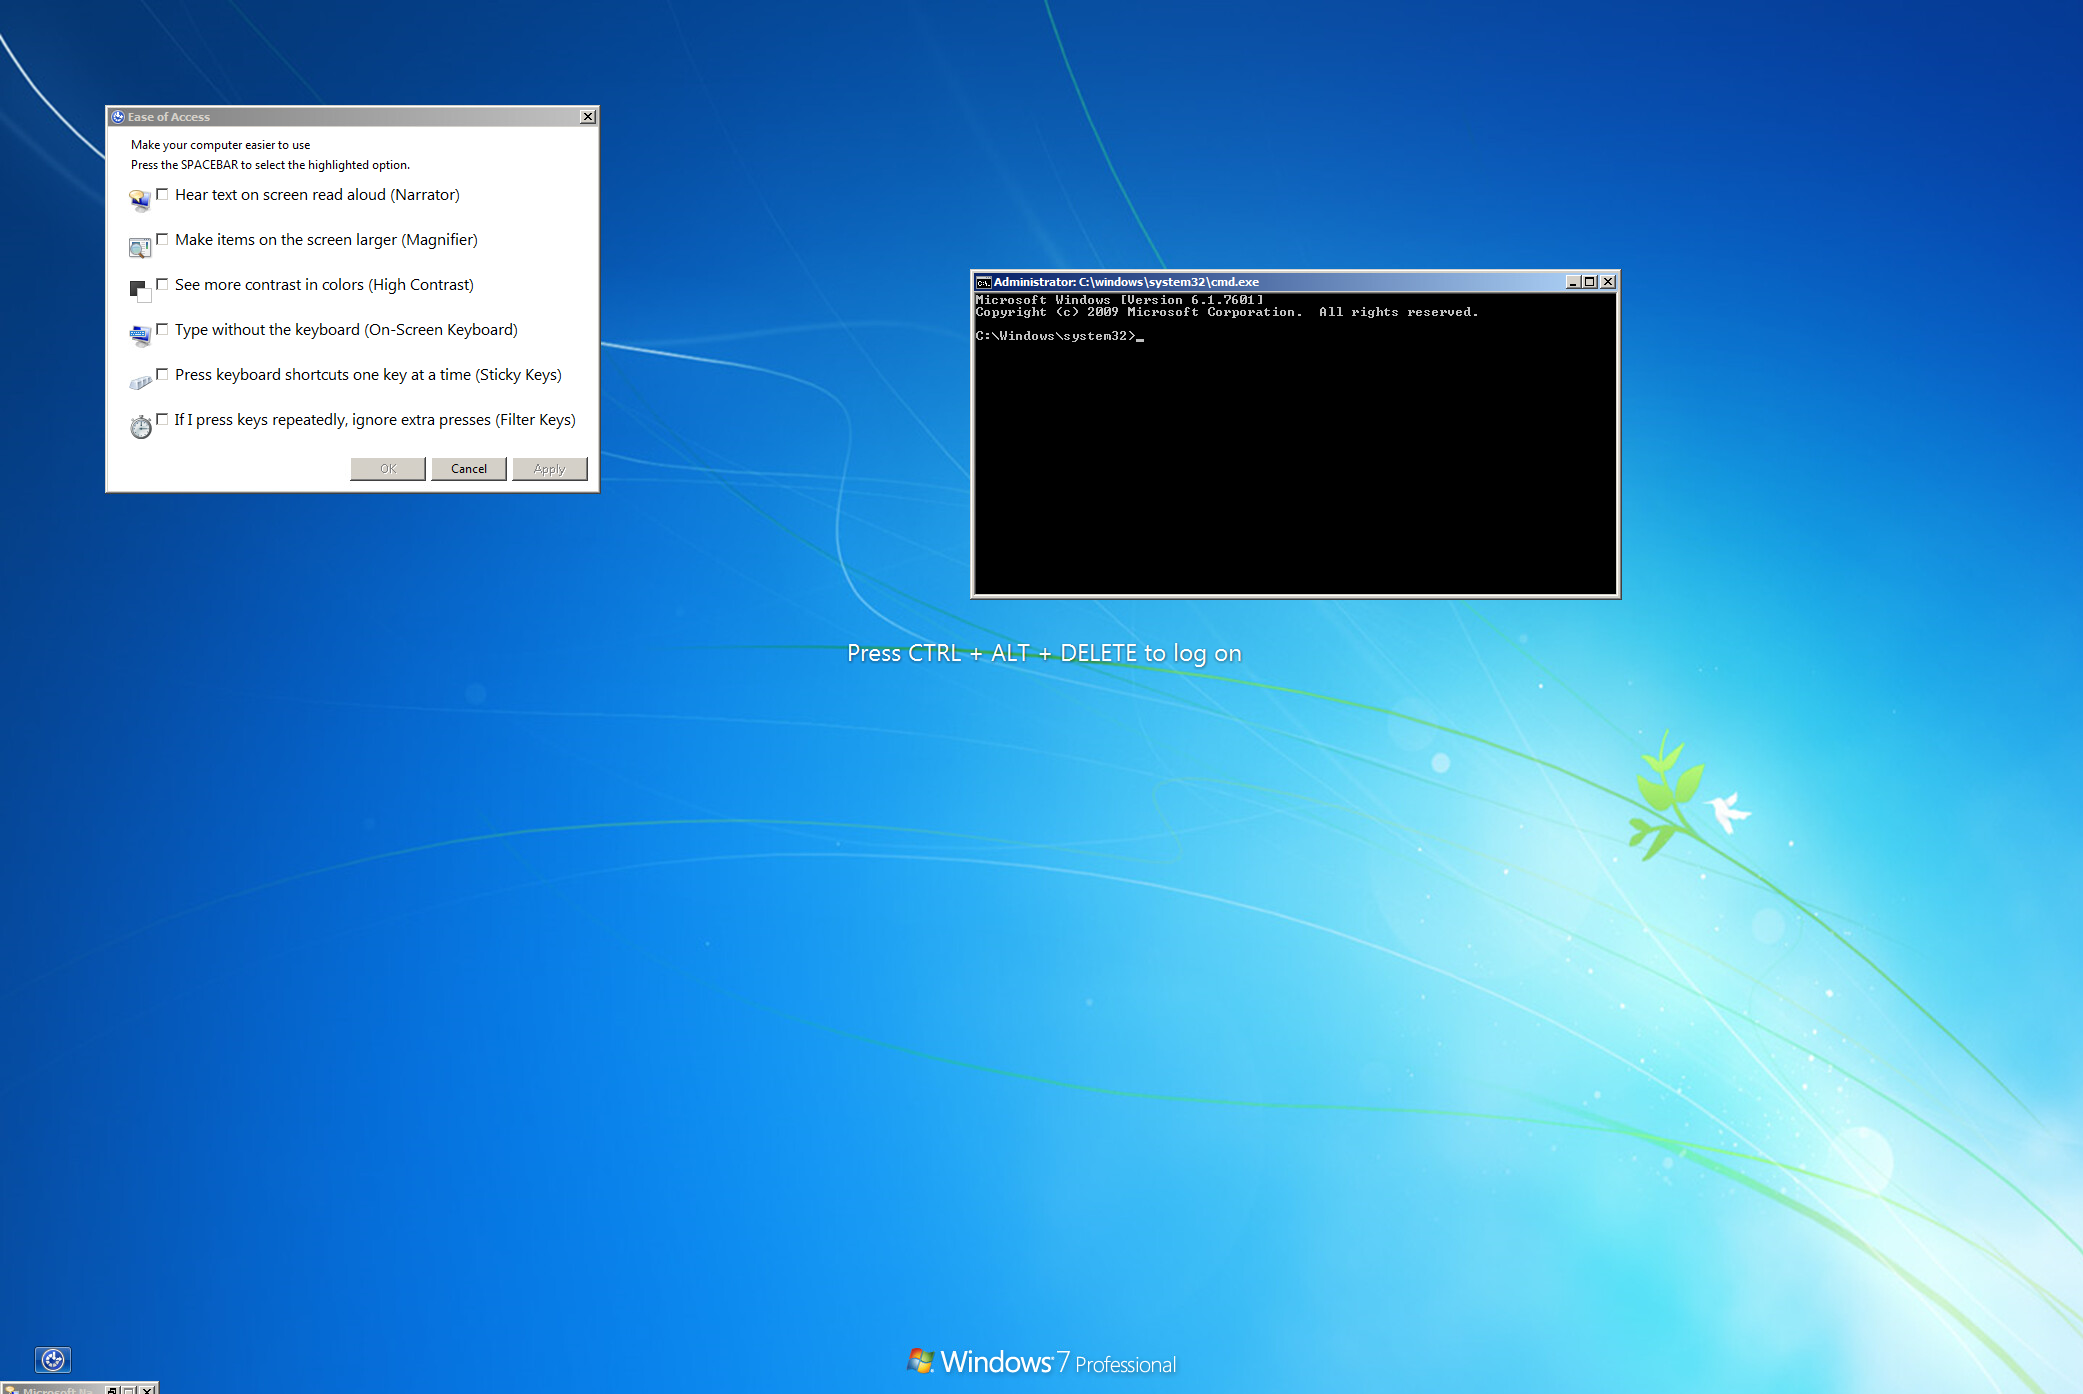 Ease of Access
Make your computer easier to use
Press the SPACEBAR to select the highlighted option.
Hear text on screen read aloud (Narrator)
Make items on the screen larger (Magnifier)
See more contrast in colors (High Contrast)
Type without the keyboard (On-Screen Keyboard)
Press keyboard shortcuts one key at a time (Sticky Keys)
If I press keys repeatedly, ignore extra presses (Filter Keys)
OK Cancel Apply
Administrator: C:\windows\system32\cmd.exe
Microsoft Windows [Version 6.1.7601]
Copyright (c) 2009 Microsoft Corporation.  All rights reserved.
C:\Windows\system32>_
Press CTRL + ALT + DELETE to log on
Windows 7 Professional
Microsoft Na...